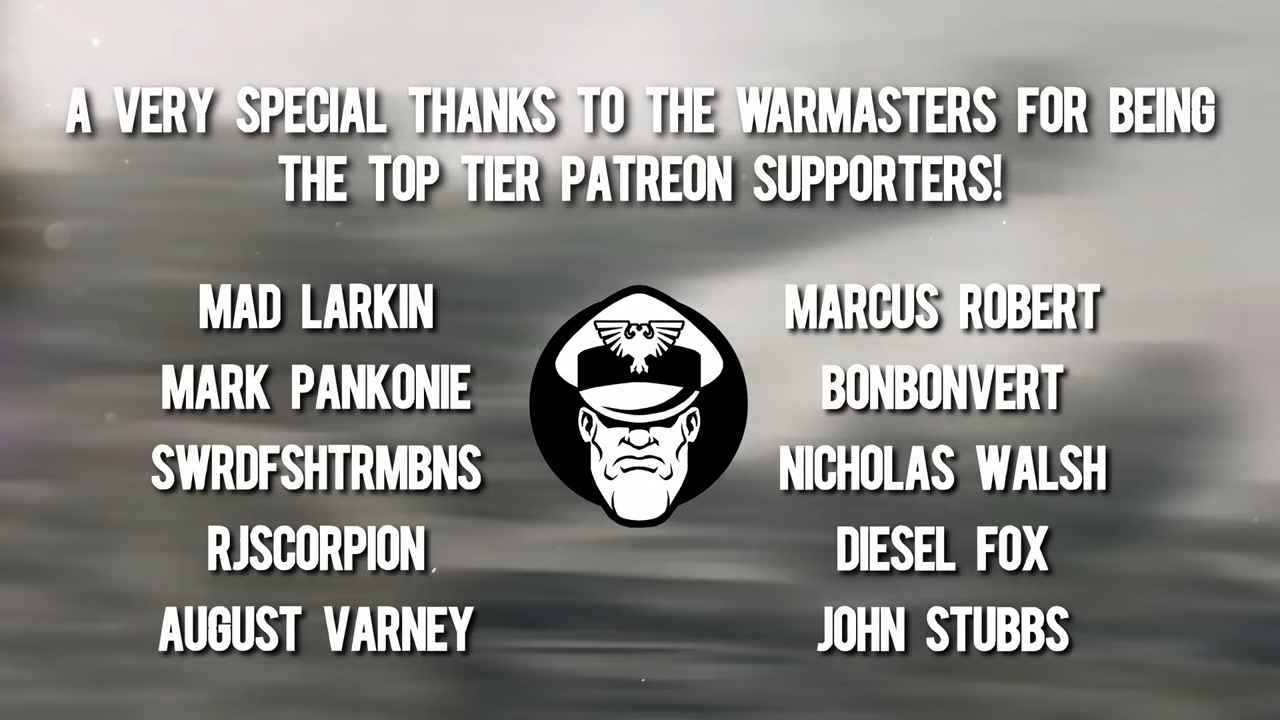 A VERY SPECIAL THANKS TO THE WARMASTERS FOR BEING
THE TOP TIER PATREON SUPPORTERS!
MAD LARKIN
MARK PANKONIE
SWRDFSHTRMBNS
RJSCORPION
AUGUST VARNEY
MARCUS ROBERT
BONBONVERT
NICHOLAS WALSH
DIESEL FOX
JOHN STUBBS